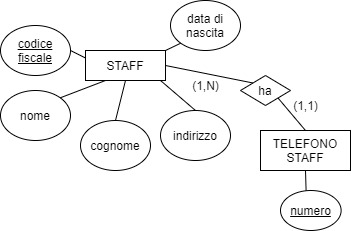 data di
nascita
codice
fiscale
STAFF
(1,N)
ha
nome
(1,1)
indirizzo
cognome
TELEFONO
STAFF
numero